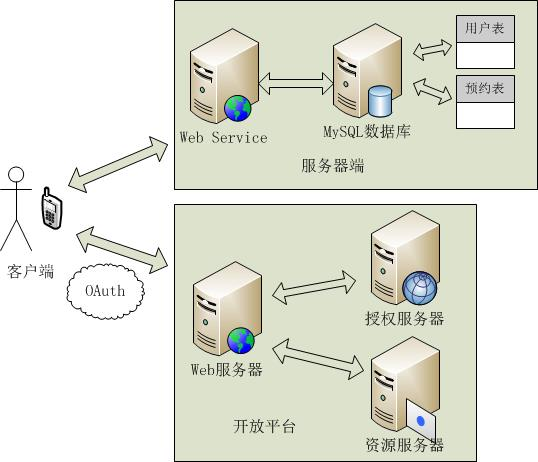 用户表
预约表
Web Service
MySQL数据库
服务器端
客户端
OAuth
授权服务器
Web服务器
开放平台
资源服务器